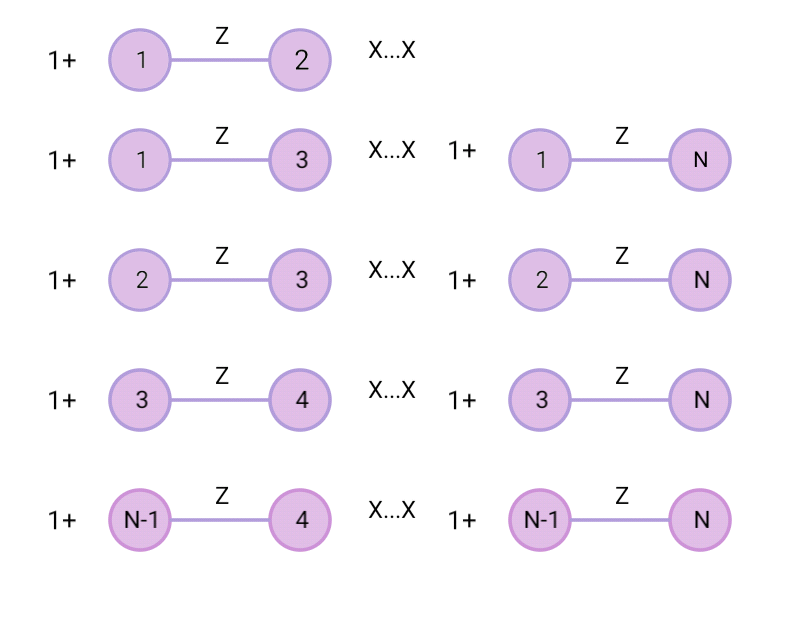 1+ 1 Z 2 X...X
1+ 1 Z 3 X...X 1+ 1 Z N
1+ 2 Z 3 X...X 1+ 2 Z N
1+ 3 Z 4 X...X 1+ 3 Z N
1+ N-1 Z 4 X...X 1+ N-1 Z N